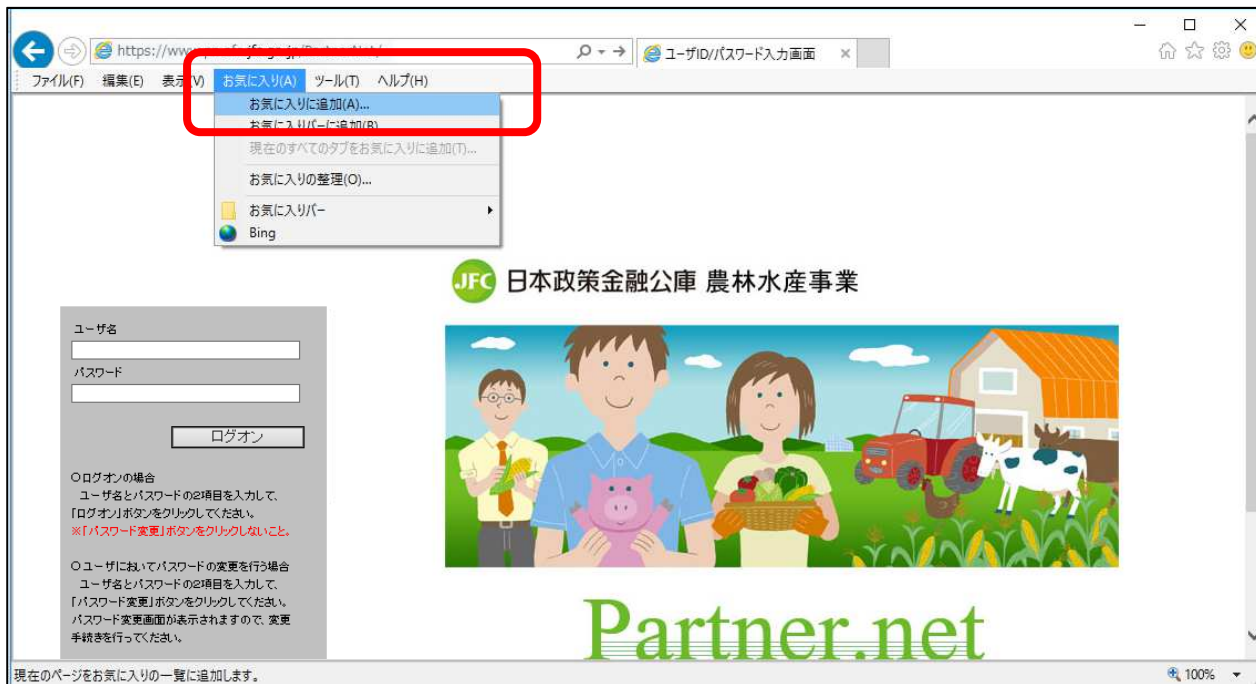 https://www
ユーザID/パスワード入力画面
ファイル(F) 編集(E) 表示(V) お気に入り(A) ツール(T) ヘルプ(H)
お気に入りに追加(A)...
お気に入りバーに追加(B)
現在のすべてのタブをお気に入りに追加(T)...
お気に入りの整理(O)...
お気に入りバー
Bing
JFC 日本政策金融公庫 農林水産事業
ユーザ名
パスワード
ログオン
○ログオンの場合
ユーザ名とパスワードの2項目を入力して、
「ログオン」ボタンをクリックしてください。
※「パスワード変更」ボタンをクリックしないこと。
○ユーザにおいてパスワードの変更を行う場合
ユーザ名とパスワードの2項目を入力して、
「パスワード変更」ボタンをクリックしてください。
パスワード変更画面が表示されますので、変更
手続きを行ってください。
Partner.net
現在のページをお気に入りの一覧に追加します。
100%